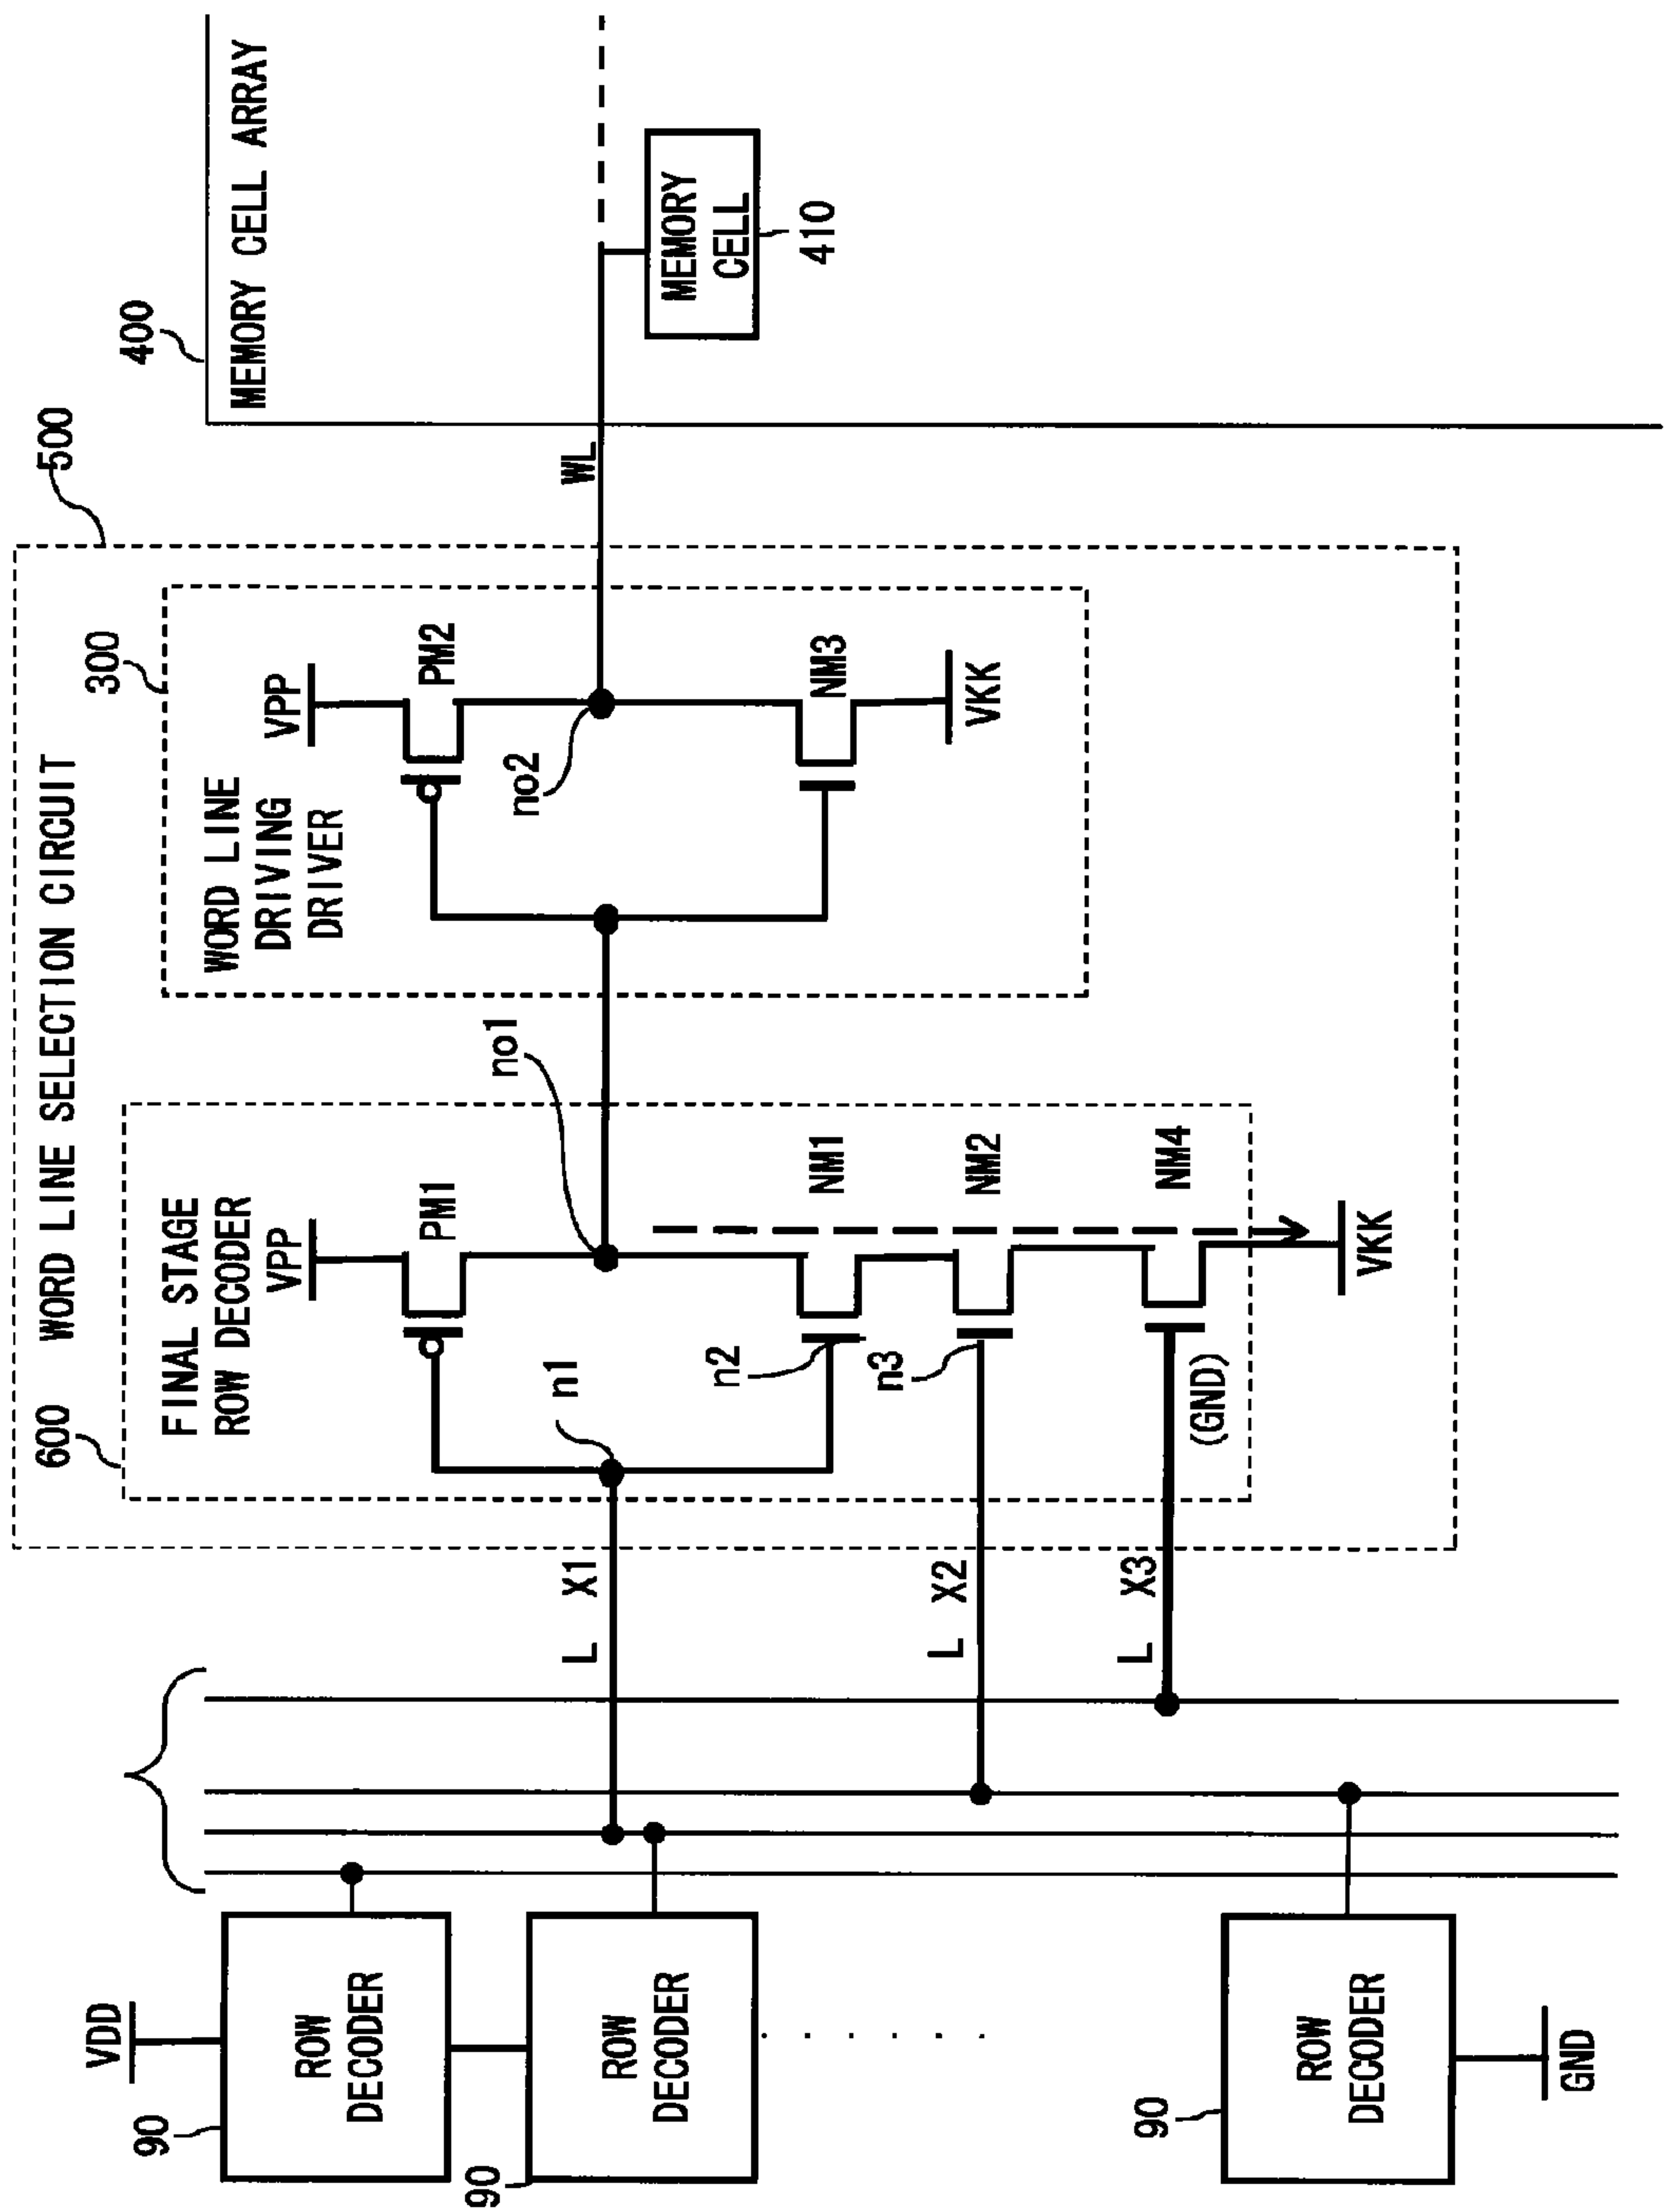 WORD LINE SELECTION CIRCUIT
500
600
FINAL STAGE
ROW DECODER
VPP
PM1
n1
no1
n2
NM1
n3
NM2
NM4
(GND)
VKK
300
WORD LINE
DRIVING
DRIVER
VPP
PM2
no2
NM3
VKK
WL
400
MEMORY CELL ARRAY
MEMORY
CELL
410
VDD
90
ROW
DECODER
90
ROW
DECODER
90
ROW
DECODER
GND
L X1
L X2
L X3